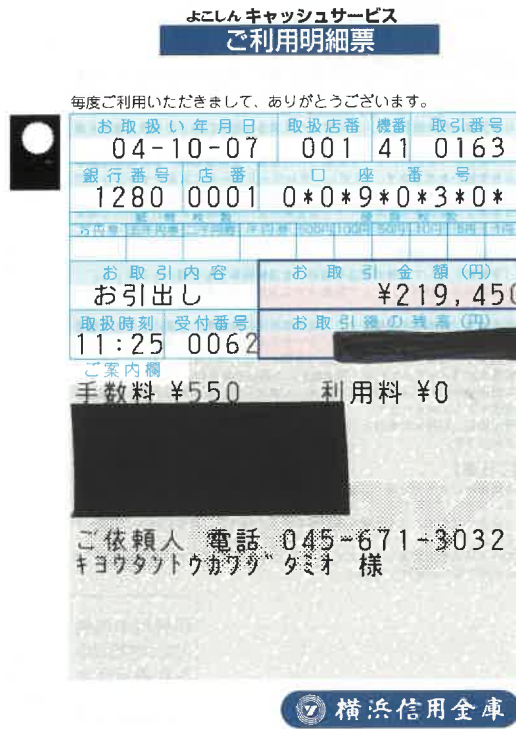 よこしん キャッシュサービス
ご利用明細票
毎度ご利用いただきまして、ありがとうございます。
お取扱い年月日 取扱店番 機番 取引番号
04-10-07 001 41 0163
銀行番号 店番 口座番号
1280 0001 0*0*9*0*3*0*
お取引内容 お取引金額(円)
お引出し ¥219,450
取扱時刻 受付番号 お取引後の残高(円)
11:25 0062
ご案内欄
手数料 ¥550 利用料 ¥0
ご依頼人 電話 045-671-3032
キヨウタントウカワグ゛タミオ 様
横浜信用金庫